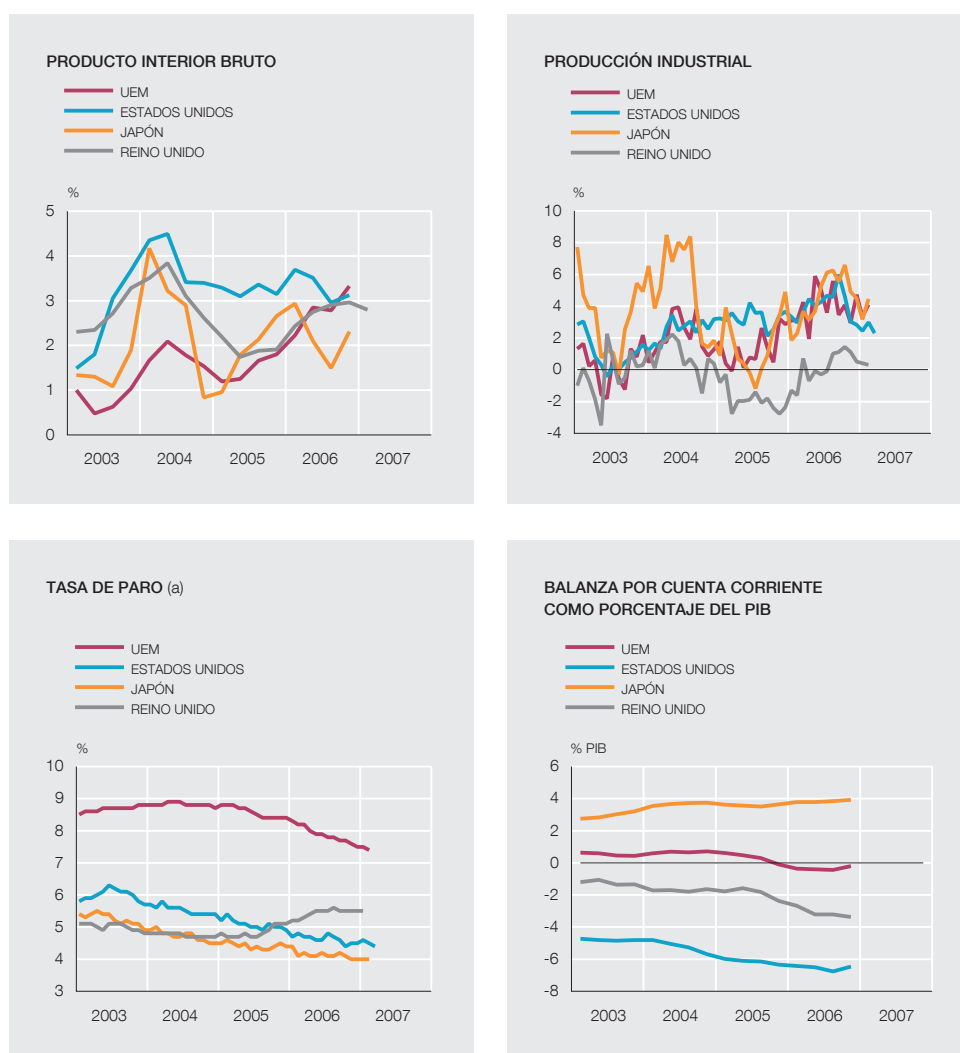 PRODUCTO INTERIOR BRUTO
UEM
ESTADOS UNIDOS
JAPÓN
REINO UNIDO
%
5
4
3
2
1
0
2003 2004 2005 2006 2007
PRODUCCIÓN INDUSTRIAL
UEM
ESTADOS UNIDOS
JAPÓN
REINO UNIDO
%
10
8
6
4
2
0
-2
-4
2003 2004 2005 2006 2007
TASA DE PARO (a)
UEM
ESTADOS UNIDOS
JAPÓN
REINO UNIDO
%
10
9
8
7
6
5
4
3
2003 2004 2005 2006 2007
BALANZA POR CUENTA CORRIENTE
COMO PORCENTAJE DEL PIB
UEM
ESTADOS UNIDOS
JAPÓN
REINO UNIDO
% PIB
6
4
2
0
-2
-4
-6
-8
2003 2004 2005 2006 2007